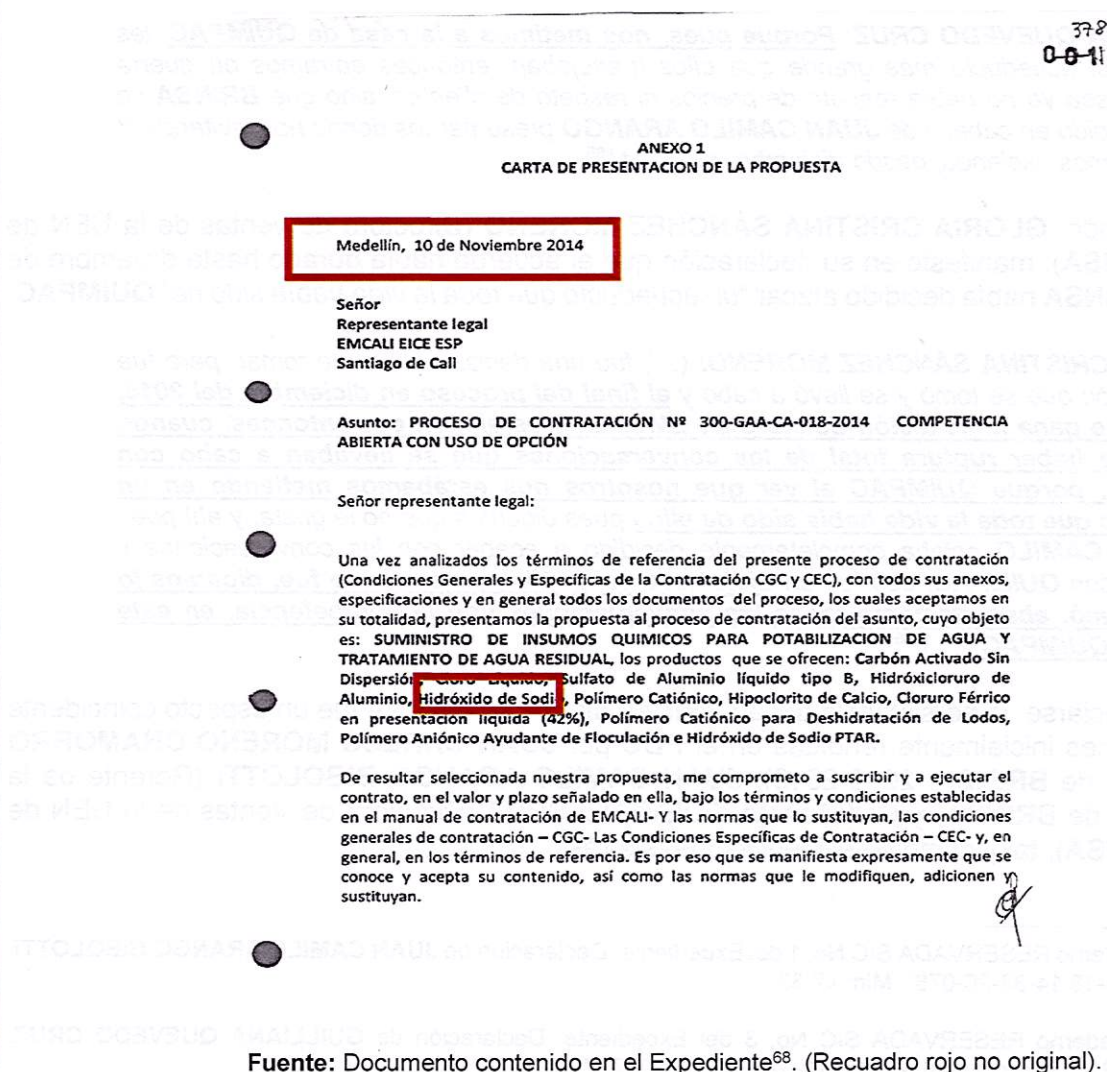 378
0011
ANEXO 1
CARTA DE PRESENTACION DE LA PROPUESTA
Medellín, 10 de Noviembre 2014
Señor
Representante legal
EMCALI EICE ESP
Santiago de Cali
Asunto: PROCESO DE CONTRATACIÓN Nº 300-GAA-CA-018-2014 COMPETENCIA
ABIERTA CON USO DE OPCIÓN
Señor representante legal:
Una vez analizados los términos de referencia del presente proceso de contratación
(Condiciones Generales y Específicas de la Contratación CGC y CEC), con todos sus anexos,
especificaciones y en general todos los documentos del proceso, los cuales aceptamos en
su totalidad, presentamos la propuesta al proceso de contratación del asunto, cuyo objeto
es: SUMINISTRO DE INSUMOS QUIMICOS PARA POTABILIZACION DE AGUA Y
TRATAMIENTO DE AGUA RESIDUAL, los productos que se ofrecen: Carbón Activado Sin
Dispersión, Cloro Líquido, Sulfato de Aluminio líquido tipo B, Hidróxicloruro de
Aluminio, Hidróxido de Sodio, Polímero Catiónico, Hipoclorito de Calcio, Cloruro Férrico
en presentación líquida (42%), Polímero Catiónico para Deshidratación de Lodos,
Polímero Aniónico Ayudante de Floculación e Hidróxido de Sodio PTAR.
De resultar seleccionada nuestra propuesta, me comprometo a suscribir y a ejecutar el
contrato, en el valor y plazo señalado en ella, bajo los términos y condiciones establecidas
en el manual de contratación de EMCALI- Y las normas que lo sustituyan, las condiciones
generales de contratación – CGC- Las Condiciones Específicas de Contratación – CEC- y, en
general, en los términos de referencia. Es por eso que se manifiesta expresamente que se
conoce y acepta su contenido, así como las normas que le modifiquen, adicionen y
sustituyan.
Fuente: Documento contenido en el Expediente68. (Recuadro rojo no original).